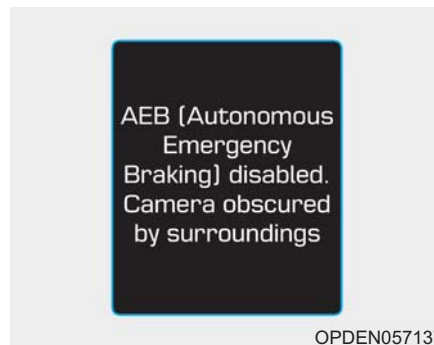 AEB (Autonomous
Emergency
Braking) disabled.
Camera obscured
by surroundings
OPDEN05713